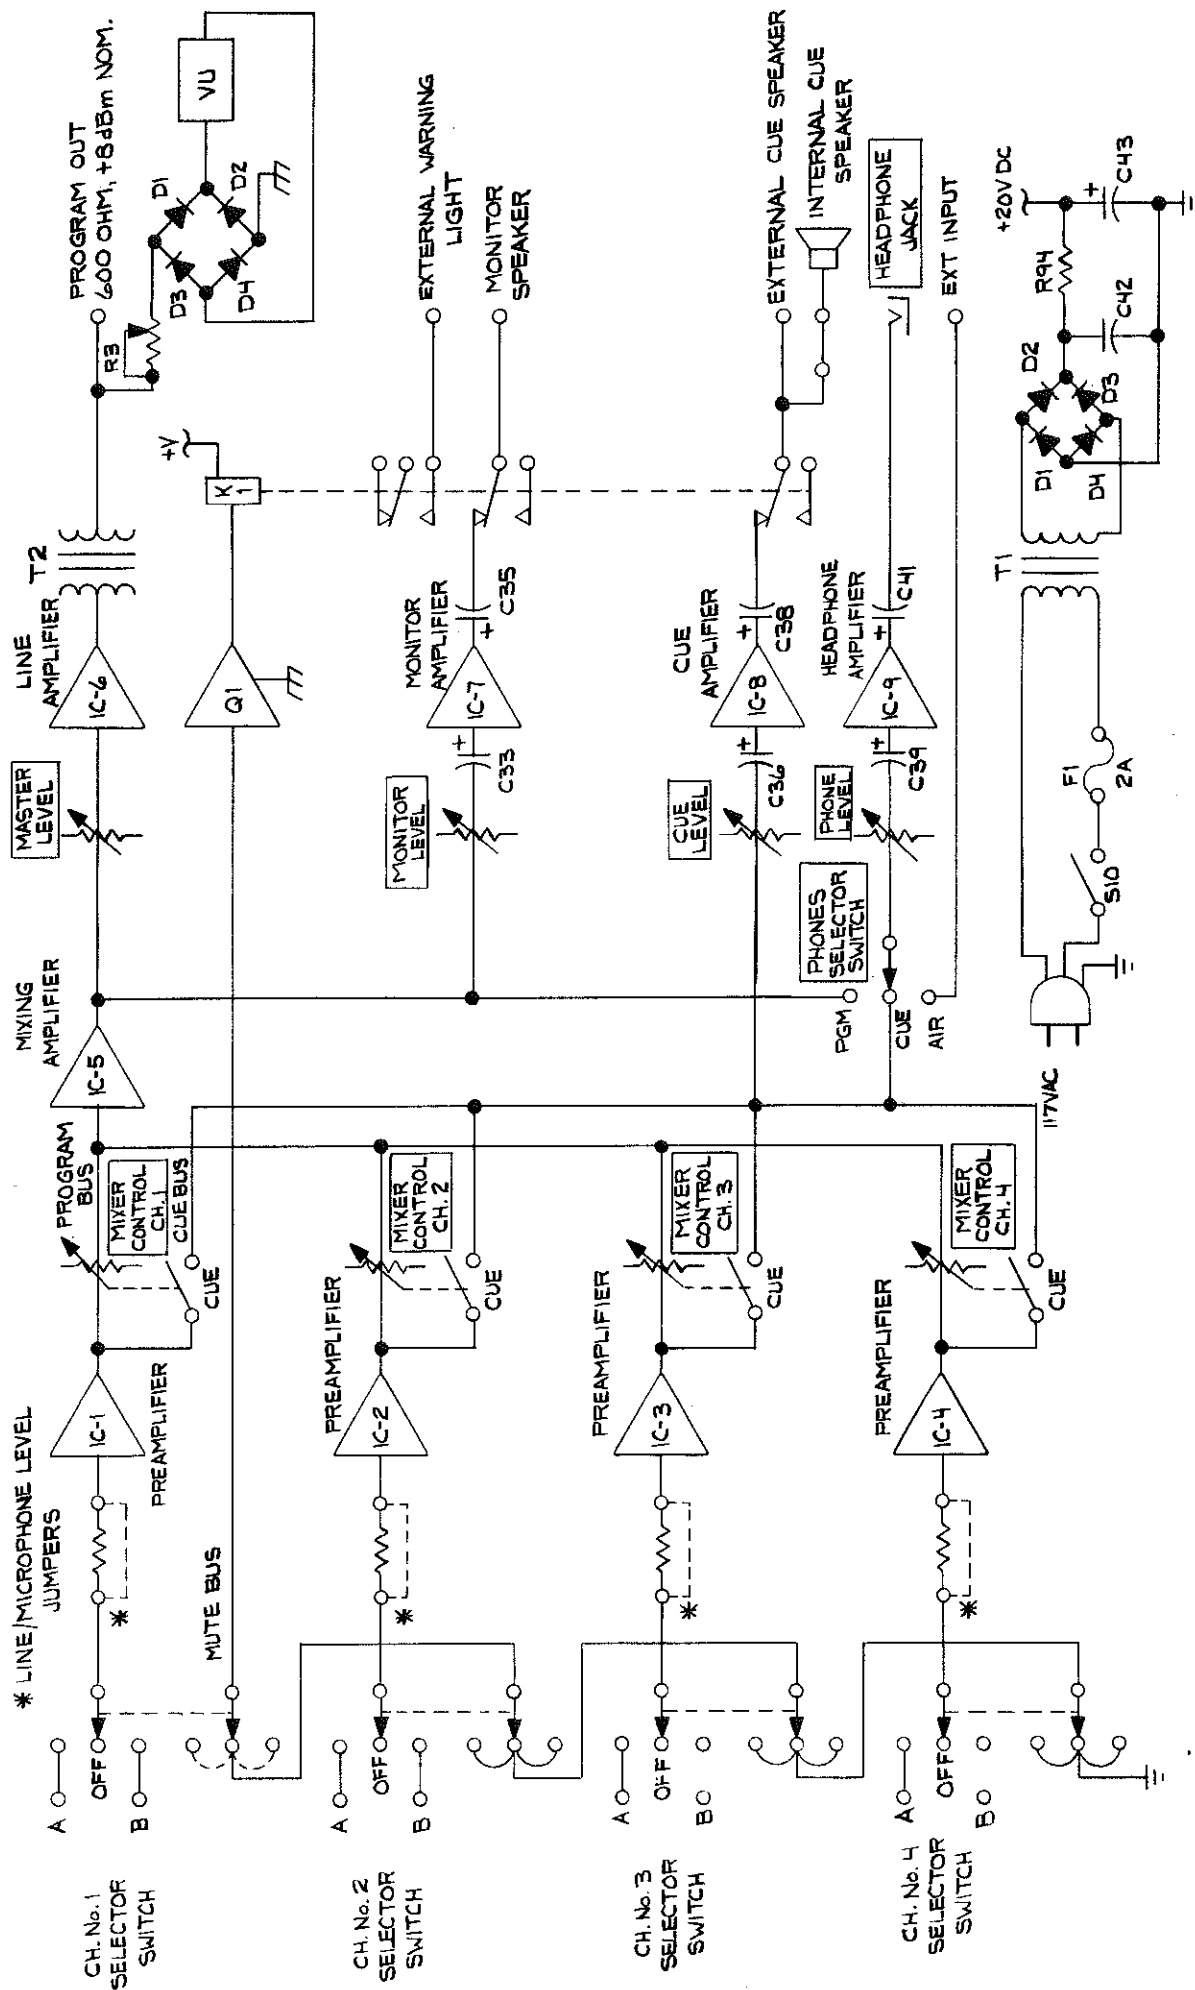 * LINE/MICROPHONE LEVEL
JUMPERS
CH. No. 1
SELECTOR
SWITCH
A
OFF
B
*
IC-1
PREAMPLIFIER
MIXER
CONTROL
CH. 1
CUE
PROGRAM
BUS
CUE BUS
MUTE BUS
MIXING
AMPLIFIER
IC-5
MASTER
LEVEL
LINE
AMPLIFIER
IC-6
T2
PROGRAM OUT
600 OHM, +8dBm NOM.
R3
D1
D2
D3
D4
VU
Q1
K
1
+V
CH. No. 2
SELECTOR
SWITCH
A
OFF
B
*
IC-2
PREAMPLIFIER
MIXER
CONTROL
CH. 2
CUE
MONITOR
LEVEL
+
C33
MONITOR
AMPLIFIER
IC-7
+
C35
EXTERNAL WARNING
LIGHT
MONITOR
SPEAKER
CH. No. 3
SELECTOR
SWITCH
A
OFF
B
*
IC-3
PREAMPLIFIER
MIXER
CONTROL
CH. 3
CUE
CUE
LEVEL
+
C36
CUE
AMPLIFIER
IC-8
+
C38
EXTERNAL CUE SPEAKER
INTERNAL CUE
SPEAKER
PHONES
SELECTOR
SWITCH
PGM
CUE
AIR
PHONE
LEVEL
+
C39
HEADPHONE
AMPLIFIER
IC-9
+
C41
HEADPHONE
JACK
EXT INPUT
CH. No. 4
SELECTOR
SWITCH
A
OFF
B
*
IC-4
PREAMPLIFIER
MIXER
CONTROL
CH. 4
CUE
117VAC
S10
F1
2A
T1
D1
D2
D3
D4
C42
R94
+20VDC
+
C43